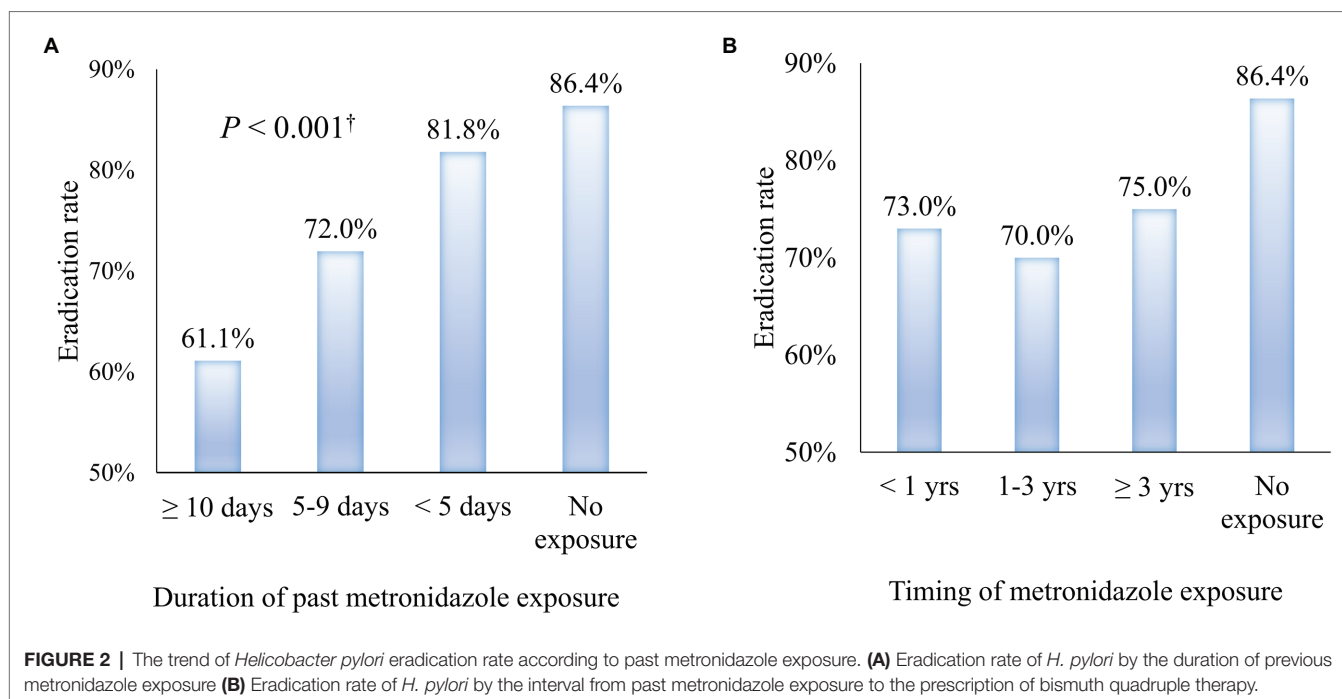 A
Eradication rate
90%
80%
70%
60%
50%
P < 0.001†
61.1%
72.0%
81.8%
86.4%
≥ 10 days
5-9 days
< 5 days
No
exposure
Duration of past metronidazole exposure
B
Eradication rate
90%
80%
70%
60%
50%
73.0%
70.0%
75.0%
86.4%
< 1 yrs
1-3 yrs
≥ 3 yrs
No
exposure
Timing of metronidazole exposure
FIGURE 2 | The trend of Helicobacter pylori eradication rate according to past metronidazole exposure. (A) Eradication rate of H. pylori by the duration of previous
metronidazole exposure (B) Eradication rate of H. pylori by the interval from past metronidazole exposure to the prescription of bismuth quadruple therapy.